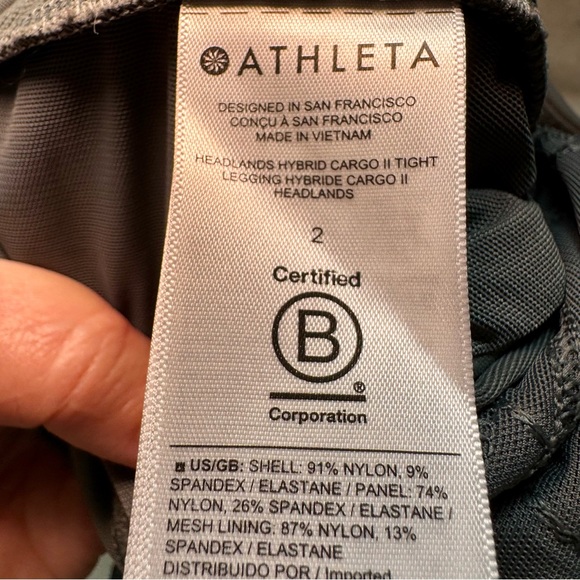 ATHLETA
DESIGNED IN SAN FRANCISCO
CONÇU À SAN FRANCISCO
MADE IN VIETNAM
HEADLANDS HYBRID CARGO II TIGHT
LEGGING HYBRIDE CARGO II
HEADLANDS
2
Certified
B
®
Corporation
US/GB: SHELL: 91% NYLON, 9%
SPANDEX / ELASTANE / PANEL: 74%
NYLON, 26% SPANDEX / ELASTANE /
MESH LINING: 87% NYLON, 13%
SPANDEX / ELASTANE
DISTRIBUIDO POR / Imported